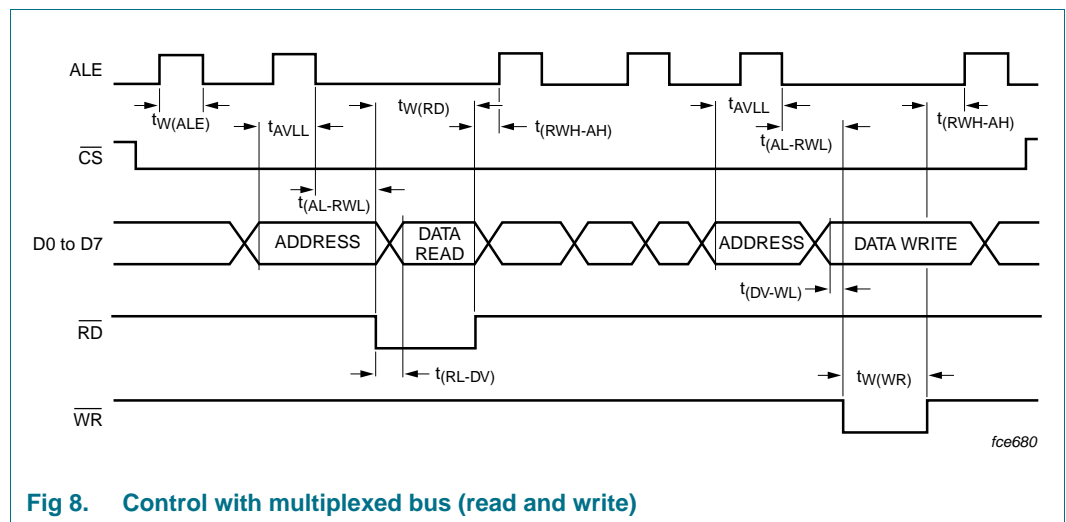 ALE
tW(ALE)
tAVLL
tW(RD)
t(RWH-AH)
tAVLL
t(AL-RWL)
t(RWH-AH)
CS
t(AL-RWL)
D0 to D7
ADDRESS
DATA
READ
ADDRESS
DATA WRITE
t(DV-WL)
RD
t(RL-DV)
tW(WR)
WR
fce680
Fig 8. Control with multiplexed bus (read and write)